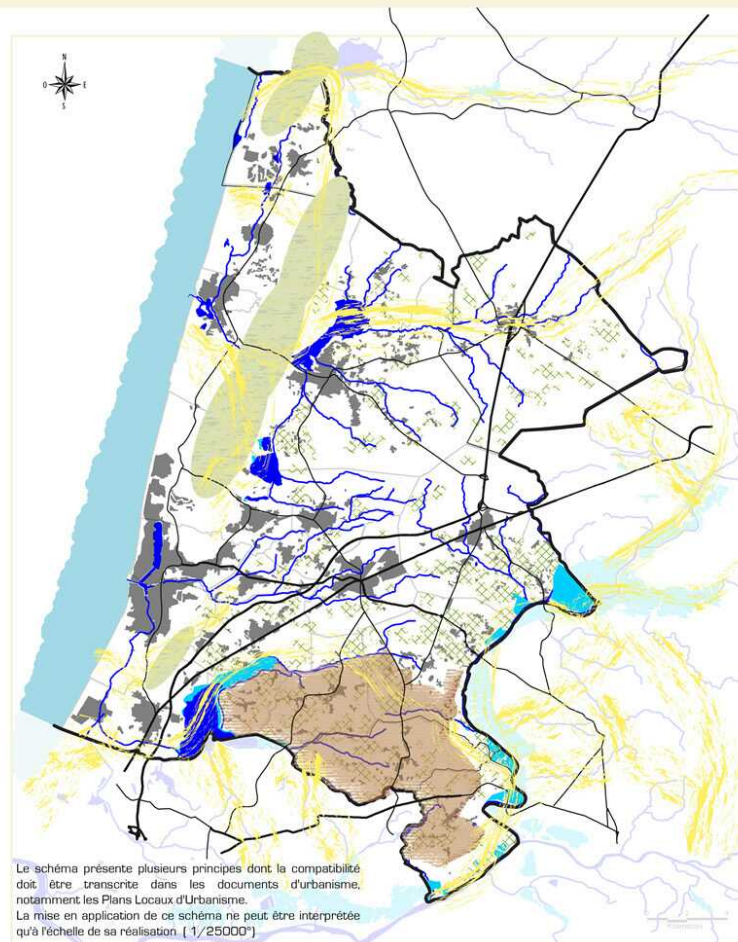 N
O E
S
Le schéma présente plusieurs principes dont la compatibilité
doit être transcrite dans les documents d'urbanisme,
notamment les Plans Locaux d'Urbanisme.
La mise en application de ce schéma ne peut être interprétée
qu'à l'échelle de sa réalisation ( 1/25000°)